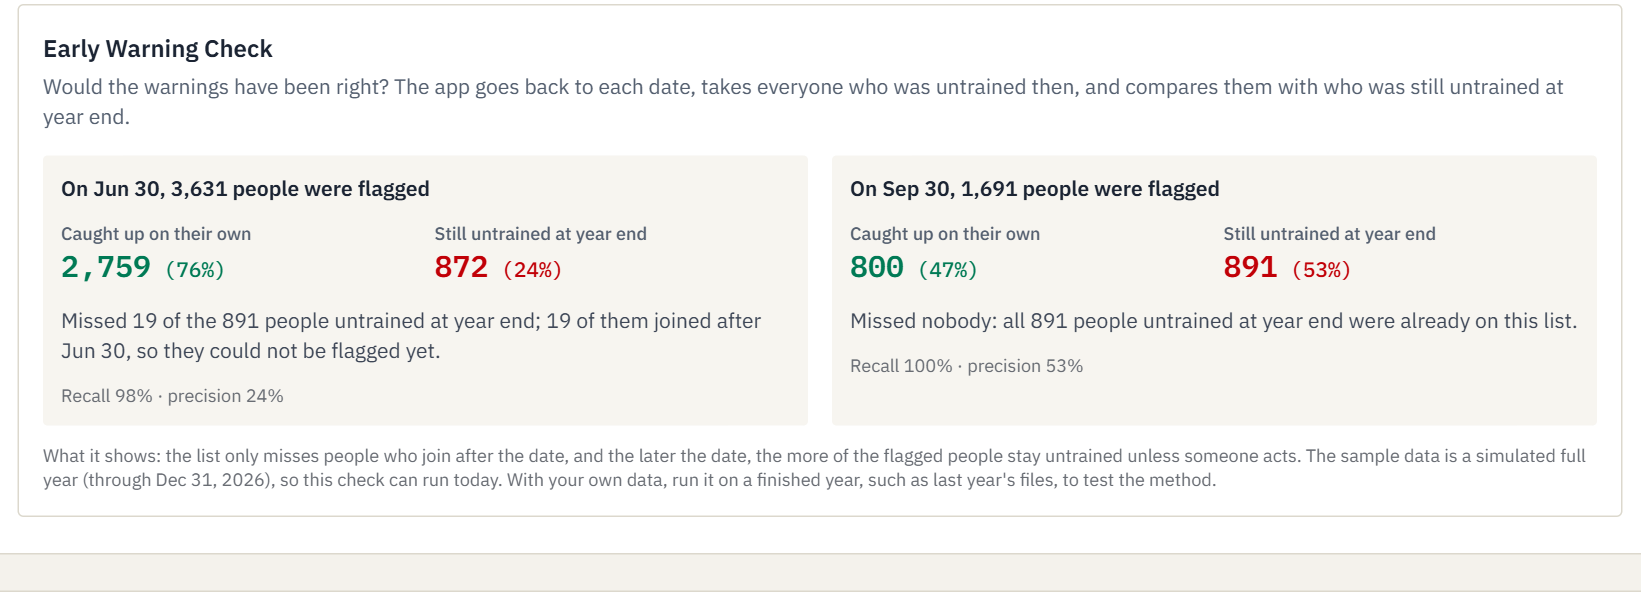 Early Warning Check
Would the warnings have been right? The app goes back to each date, takes everyone who was untrained then, and compares them with who was still untrained at
year end.
On Jun 30, 3,631 people were flagged
Caught up on their own
2,759 (76%)
Still untrained at year end
872 (24%)
Missed 19 of the 891 people untrained at year end; 19 of them joined after
Jun 30, so they could not be flagged yet.
Recall 98% · precision 24%
On Sep 30, 1,691 people were flagged
Caught up on their own
800 (47%)
Still untrained at year end
891 (53%)
Missed nobody: all 891 people untrained at year end were already on this list.
Recall 100% · precision 53%
What it shows: the list only misses people who join after the date, and the later the date, the more of the flagged people stay untrained unless someone acts. The sample data is a simulated full
year (through Dec 31, 2026), so this check can run today. With your own data, run it on a finished year, such as last year's files, to test the method.